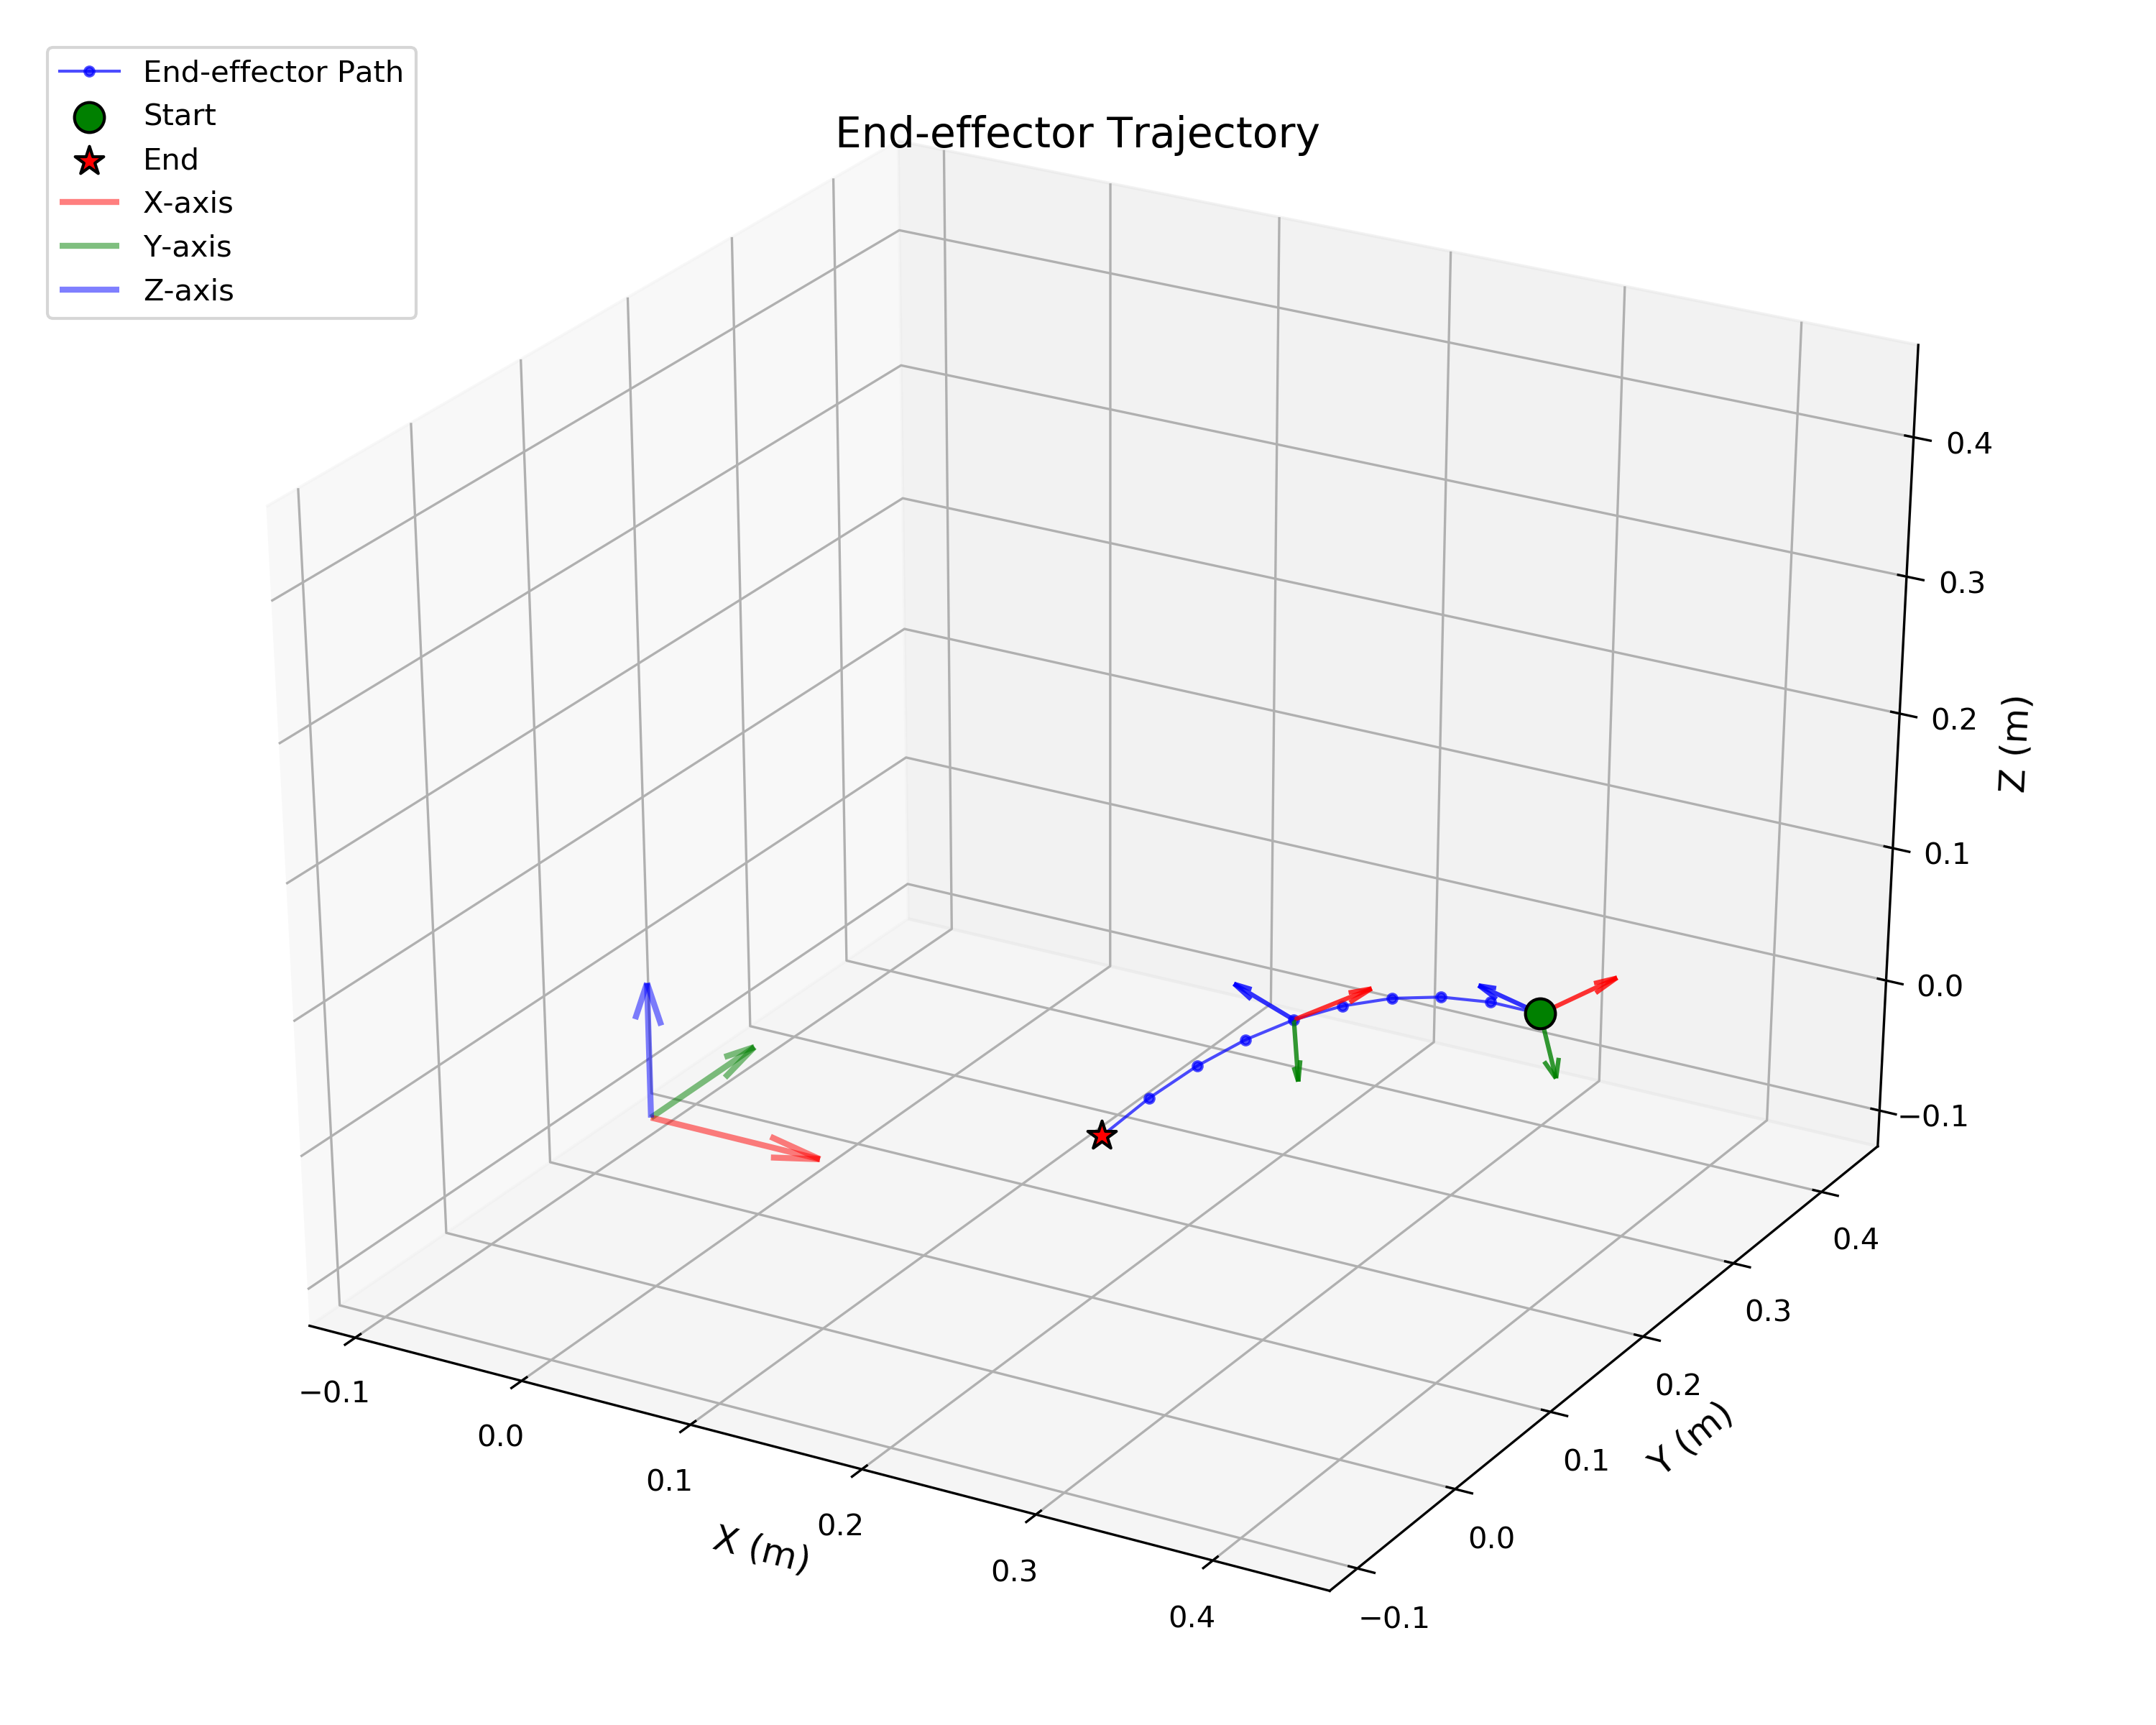 End-effector Path
Start
End
X-axis
Y-axis
Z-axis
End-effector Trajectory
0.4
0.3
0.2
0.1
0.0
−0.1
Z (m)
−0.1
0.0
0.1
0.2
0.3
0.4
X (m)
0.4
0.3
0.2
0.1
0.0
−0.1
Y (m)